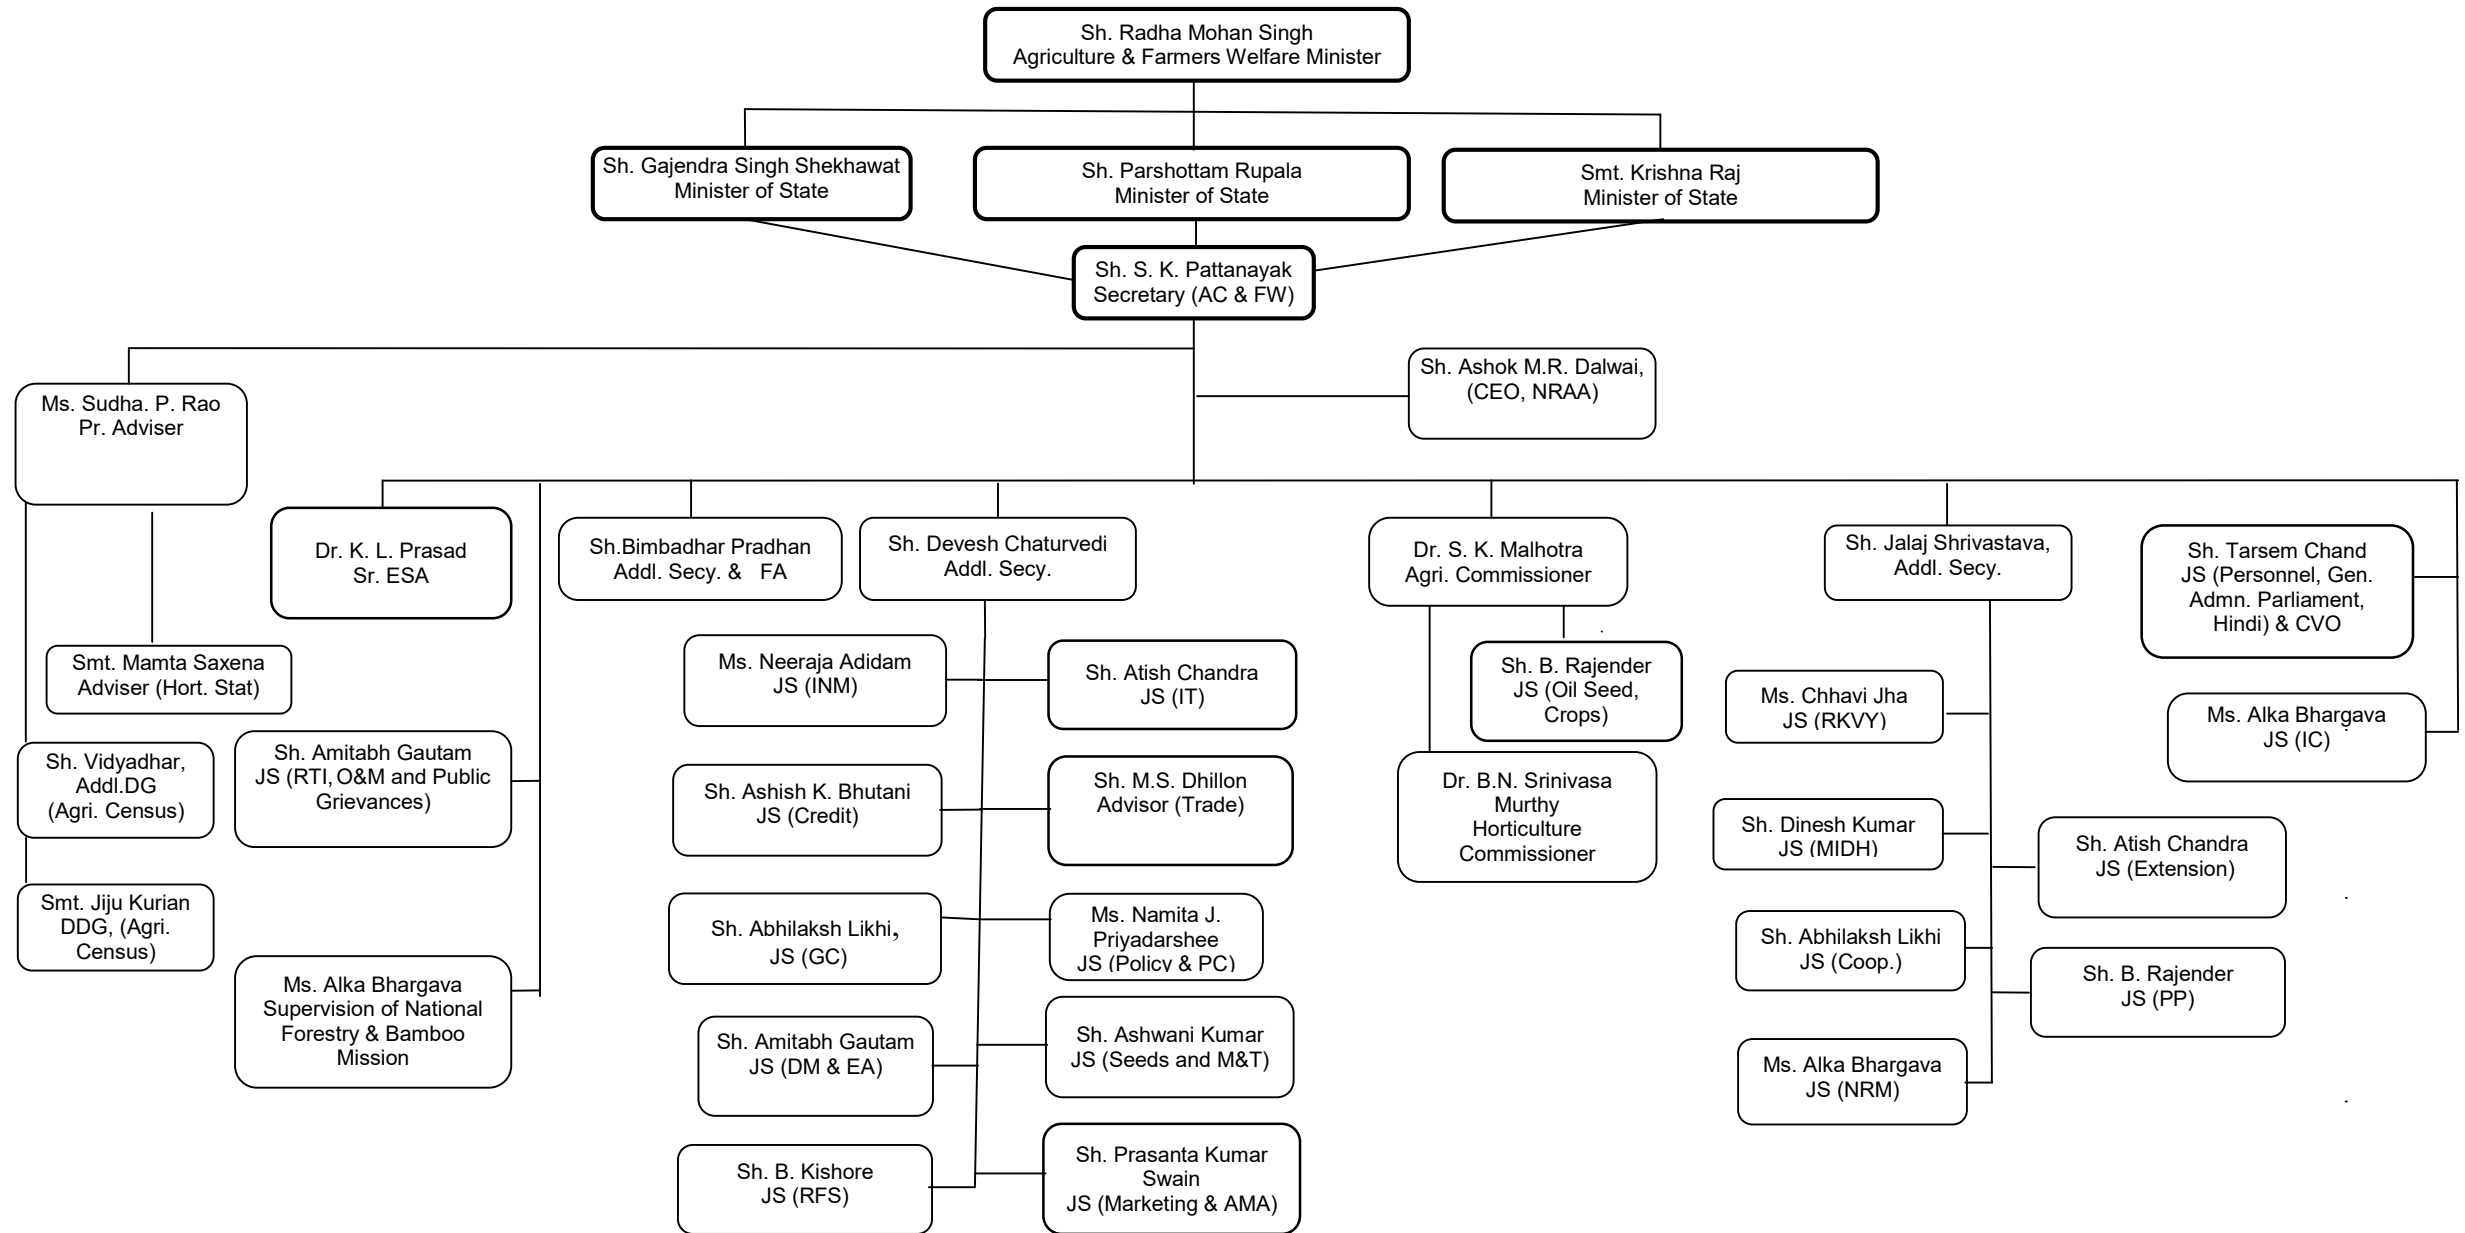 Sh. Radha Mohan Singh
Agriculture & Farmers Welfare Minister
Sh. Gajendra Singh Shekhawat
Minister of State
Sh. Parshottam Rupala
Minister of State
Smt. Krishna Raj
Minister of State
Sh. S. K. Pattanayak
Secretary (AC & FW)
Sh. Ashok M.R. Dalwai,
(CEO, NRAA)
Ms. Sudha. P. Rao
Pr. Adviser
Dr. K. L. Prasad
Sr. ESA
Sh.Bimbadhar Pradhan
Addl. Secy. & FA
Sh. Devesh Chaturvedi
Addl. Secy.
Dr. S. K. Malhotra
Agri. Commissioner
Sh. Jalaj Shrivastava,
Addl. Secy.
Sh. Tarsem Chand
JS (Personnel, Gen.
Admn. Parliament,
Hindi) & CVO
Smt. Mamta Saxena
Adviser (Hort. Stat)
Sh. Vidyadhar,
Addl.DG
(Agri. Census)
Smt. Jiju Kurian
DDG, (Agri.
Census)
Sh. Amitabh Gautam
JS (RTI, O&M and Public
Grievances)
Ms. Alka Bhargava
Supervision of National
Forestry & Bamboo
Mission
Ms. Neeraja Adidam
JS (INM)
Sh. Atish Chandra
JS (IT)
Sh. Ashish K. Bhutani
JS (Credit)
Sh. M.S. Dhillon
Advisor (Trade)
Sh. Abhilaksh Likhi,
JS (GC)
Ms. Namita J.
Priyadarshee
JS (Policy & PC)
Sh. Amitabh Gautam
JS (DM & EA)
Sh. Ashwani Kumar
JS (Seeds and M&T)
Sh. B. Kishore
JS (RFS)
Sh. Prasanta Kumar
Swain
JS (Marketing & AMA)
Sh. B. Rajender
JS (Oil Seed,
Crops)
Dr. B.N. Srinivasa
Murthy
Horticulture
Commissioner
Ms. Chhavi Jha
JS (RKVY)
Sh. Dinesh Kumar
JS (MIDH)
Sh. Atish Chandra
JS (Extension)
Sh. Abhilaksh Likhi
JS (Coop.)
Sh. B. Rajender
JS (PP)
Ms. Alka Bhargava
JS (NRM)
Ms. Alka Bhargava
JS (IC)